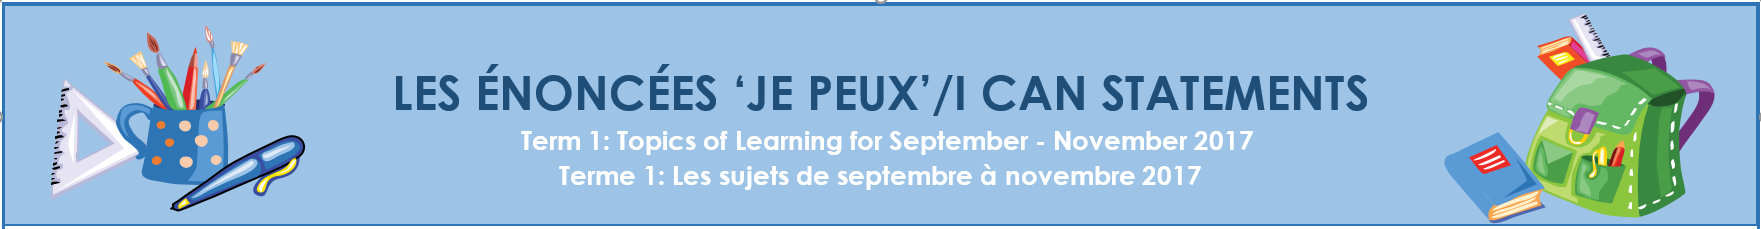 LES ÉNONCÉES ‘JE PEUX’/I CAN STATEMENTS
Term 1: Topics of Learning for September - November 2017
Terme 1: Les sujets de septembre à novembre 2017